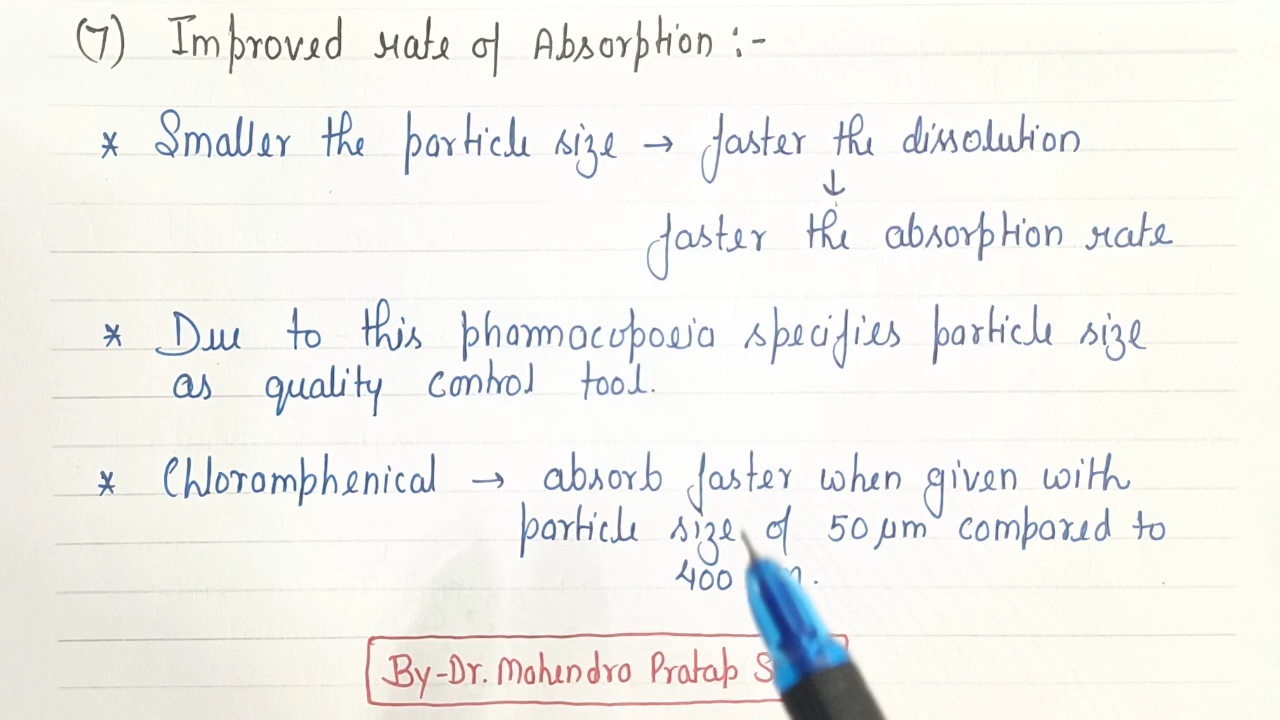 (7) Improved rate of Absorption :-
* Smaller the particle size → faster the dissolution
↓
faster the absorption rate
* Due to this pharmacopoeia specifies particle size
as quality control tool.
* Chloramphenical → absorb faster when given with
particle size of 50 µm compared to
400
By-Dr. Mahendra Pratap S